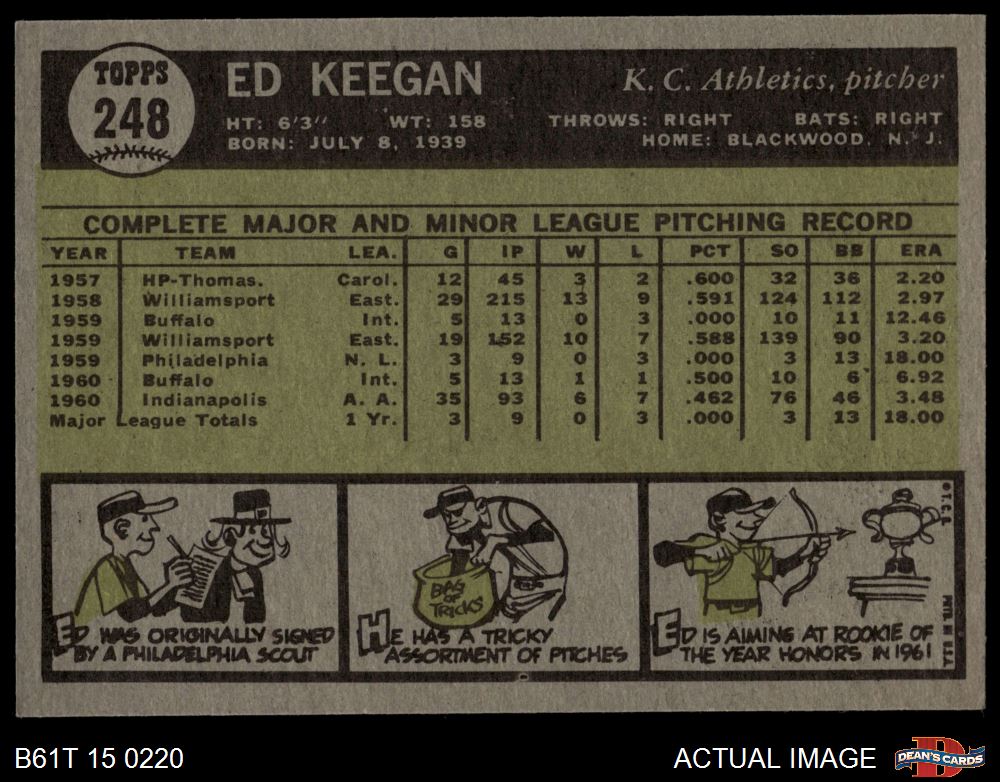 TOPPS
248
ED KEEGAN
K. C. Athletics, pitcher
HT: 6'3" WT: 158 THROWS: RIGHT BATS: RIGHT
BORN: JULY 8, 1939 HOME: BLACKWOOD, N. J.
COMPLETE MAJOR AND MINOR LEAGUE PITCHING RECORD
YEAR TEAM LEA. G IP W L PCT SO BB ERA
1957 HP-Thomas. Carol. 12 45 3 2 .600 32 36 2.20
1958 Williamsport East. 29 215 13 9 .591 124 112 2.97
1959 Buffalo Int. 5 13 0 3 .000 10 11 12.46
1959 Williamsport East. 19 152 10 7 .588 139 90 3.20
1959 Philadelphia N. L. 3 9 0 3 .000 3 13 18.00
1960 Buffalo Int. 5 13 1 1 .500 10 6 6.92
1960 Indianapolis A. A. 35 93 6 7 .462 76 46 3.48
Major League Totals 1 Yr. 3 9 0 3 .000 3 13 18.00
ED WAS ORIGINALLY SIGNED
BY A PHILADELPHIA SCOUT
BAG
OF
TRICKS
HE HAS A TRICKY
ASSORTMENT OF PITCHES
ED IS AIMING AT ROOKIE OF
THE YEAR HONORS IN 1961
© T.C.G.
PRTD. IN U.S.A.
B61T 15 0220
ACTUAL IMAGE
D
DEAN'S CARDS